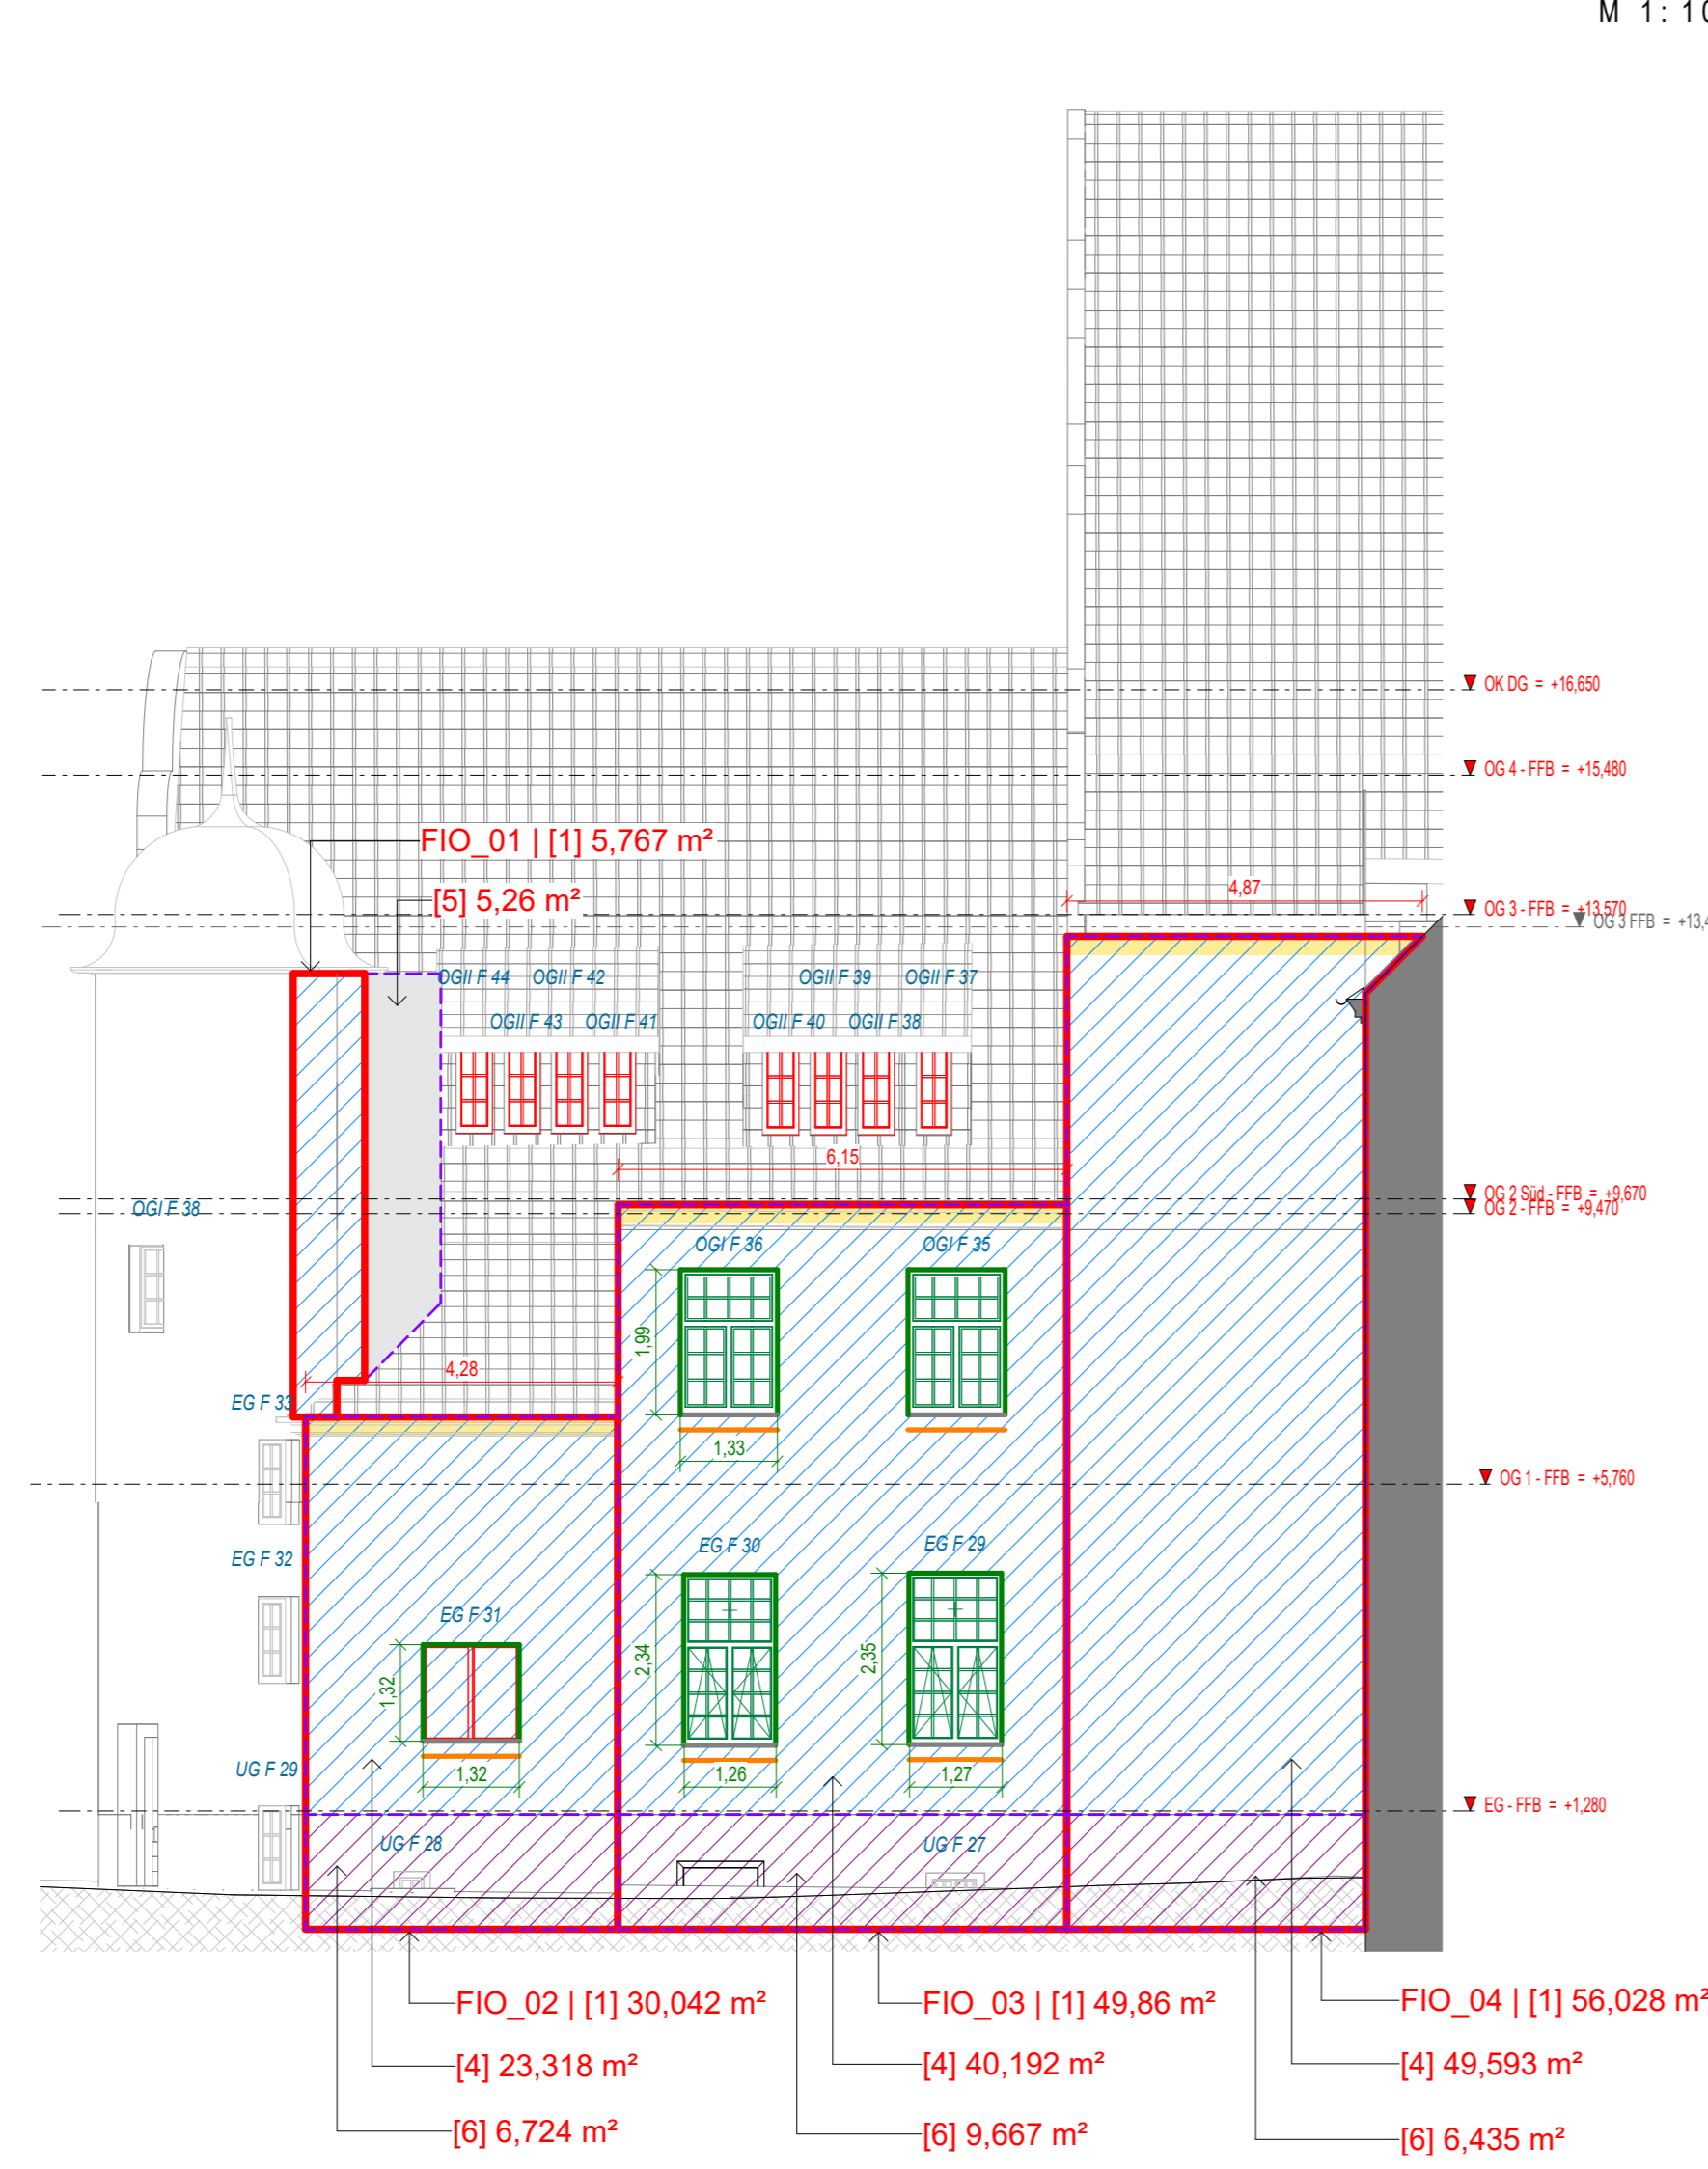 M 1: 10
OK DG = +16,650
OG 4 - FFB = +15,480
FIO_01 | [1] 5,767 m²
[5] 5,26 m²
4,87
OG 3 - FFB = +13,570
OG 3 FFB = +13,4
OGII F 44 OGII F 42 OGII F 39 OGII F 37
OGII F 43 OGII F 41 OGII F 40 OGII F 38
6,15
OG 2 Süd - FFB = +9,670
OG 2 - FFB = +9,470
OGI F 38
OGI F 36 OGI F 35
1,99
4,28
EG F 33
1,33
OG 1 - FFB = +5,760
EG F 32
EG F 30 EG F 29
EG F 31
1,32
2,34
2,35
UG F 29
1,32
1,26
1,27
EG - FFB = +1,280
UG F 28 UG F 27
FIO_02 | [1] 30,042 m²
FIO_03 | [1] 49,86 m²
FIO_04 | [1] 56,028 m²
[4] 23,318 m²
[4] 40,192 m²
[4] 49,593 m²
[6] 6,724 m²
[6] 9,667 m²
[6] 6,435 m²